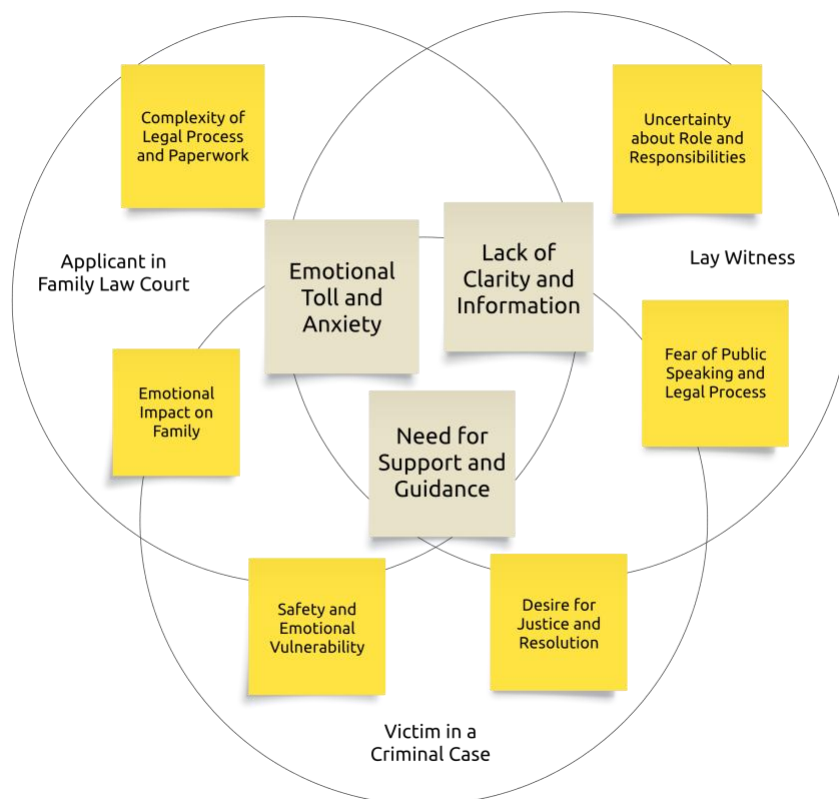 Complexity of
Legal Process
and Paperwork
Uncertainty
about Role and
Responsibilities
Applicant in
Family Law Court
Emotional
Toll and
Anxiety
Lack of
Clarity and
Information
Lay Witness
Emotional
Impact on
Family
Need for
Support and
Guidance
Fear of Public
Speaking and
Legal Process
Safety and
Emotional
Vulnerability
Desire for
Justice and
Resolution
Victim in a
Criminal Case